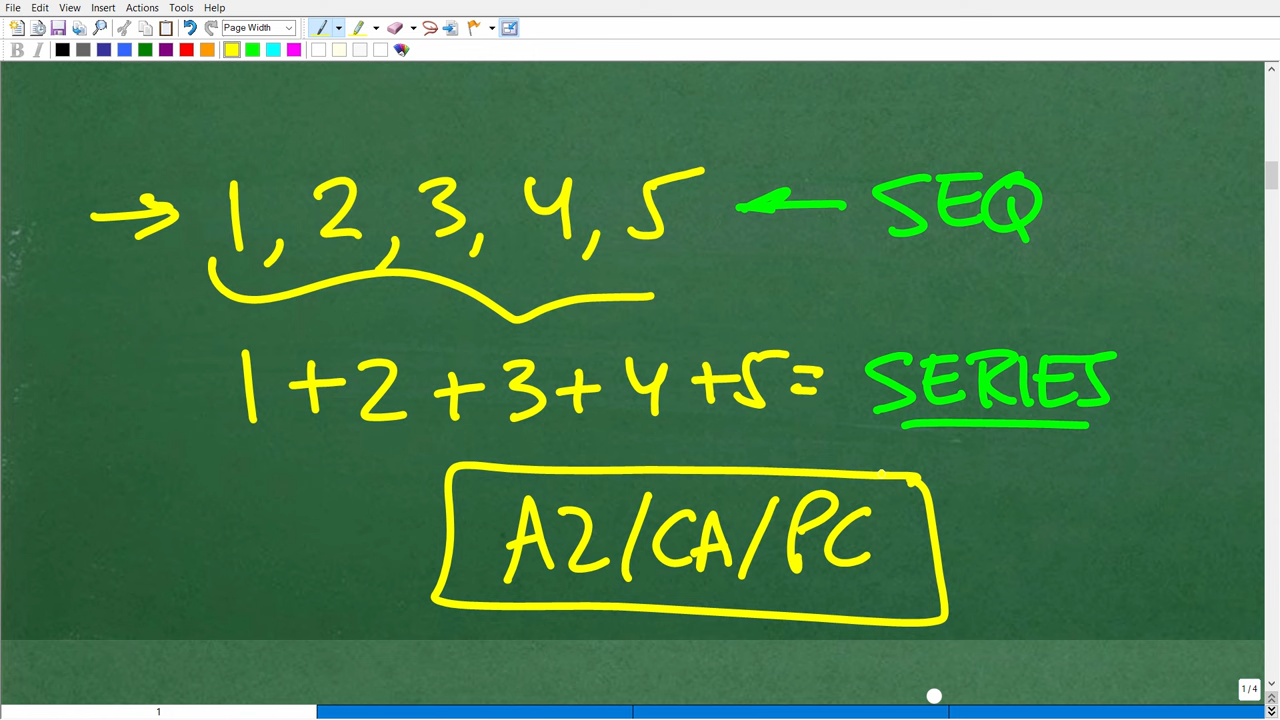 File Edit View Insert Actions Tools Help
Page Width
B I
→ 1, 2, 3, 4, 5 ← SEQ
1 + 2 + 3 + 4 + 5 = SERIES
A2/CA/PC
1/4
1